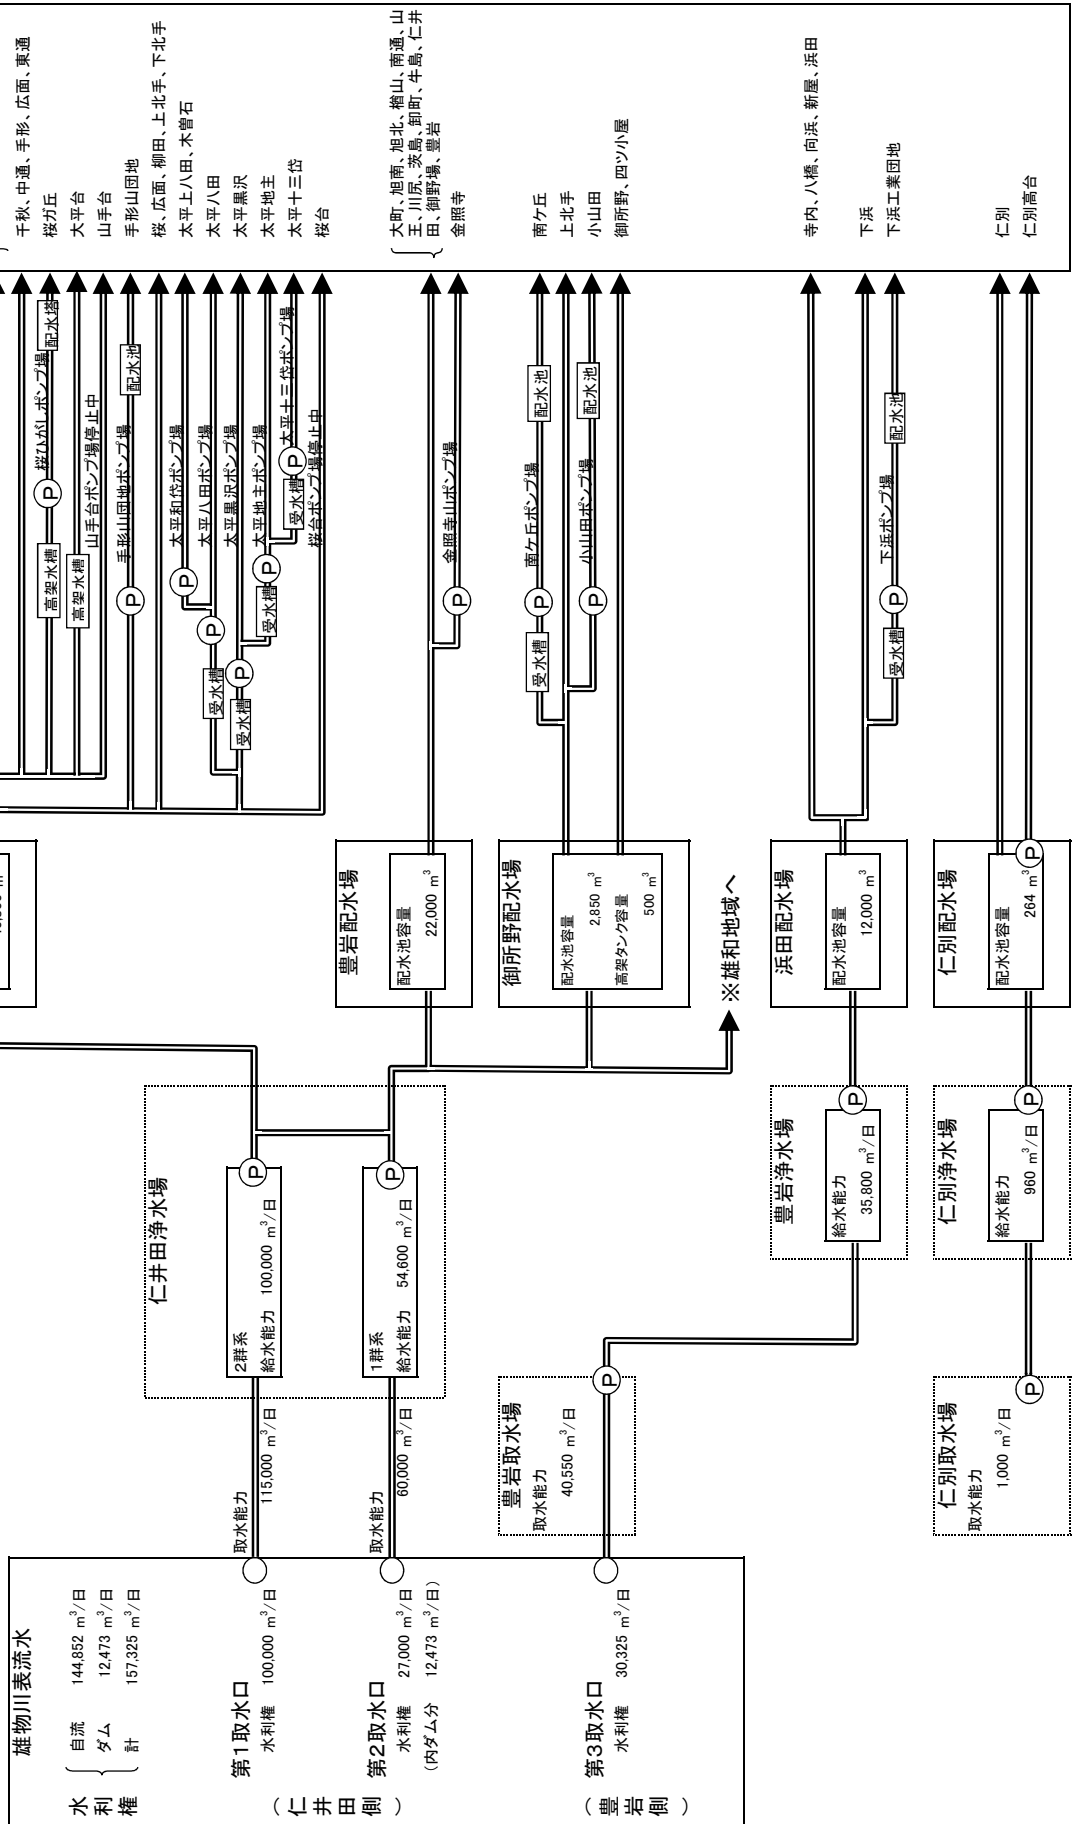 雄物川表流水
水利権
自流 144,852 m³/日
ダム 12,473 m³/日
計 157,325 m³/日
(仁井田側)
第1取水口
水利権 100,000 m³/日
第2取水口
水利権 27,000 m³/日
(内ダム分 12,473 m³/日)
(豊岩側)
第3取水口
水利権 30,325 m³/日
取水能力
115,000 m³/日
取水能力
60,000 m³/日
豊岩取水場
取水能力
40,550 m³/日
仁別取水場
取水能力
1,000 m³/日
P
P
仁井田浄水場
2群系
給水能力 100,000 m³/日
P
1群系
給水能力 54,600 m³/日
P
豊岩浄水場
給水能力
35,800 m³/日
P
仁別浄水場
給水能力
960 m³/日
P
※雄和地域へ
豊岩配水場
配水池容量
22,000 m³
御所野配水場
配水池容量
2,850 m³
高架タンク容量
500 m³
浜田配水場
配水池容量
12,000 m³
仁別配水場
配水池容量
264 m³
P
高架水槽
P
桜ひがしポンプ場
配水塔
高架水槽
山手台ポンプ場停止中
P
手形山団地ポンプ場
配水池
P
太平和岱ポンプ場
受水槽
P
太平八田ポンプ場
受水槽
P
太平黒沢ポンプ場
受水槽
P
太平地主ポンプ場
受水槽
P
太平十三岱ポンプ場
桜台ポンプ場停止中
P
金照寺山ポンプ場
受水槽
P
南ケ丘ポンプ場
配水池
P
小山田ポンプ場
配水池
受水槽
P
下浜ポンプ場
配水池
千秋、中通、手形、広面、東通
桜ガ丘
大平台
山手台
手形山団地
桜、広面、柳田、上北手、下北手
太平上八田、木曽石
太平八田
太平黒沢
太平地主
太平十三岱
桜台
大町、旭南、旭北、楢山、南通、山
王、川尻、茨島、卸町、牛島、仁井
田、御野場、豊岩
金照寺
南ケ丘
上北手
小山田
御所野、四ツ小屋
寺内、八橋、向浜、新屋、浜田
下浜
下浜工業団地
仁別
仁別高台